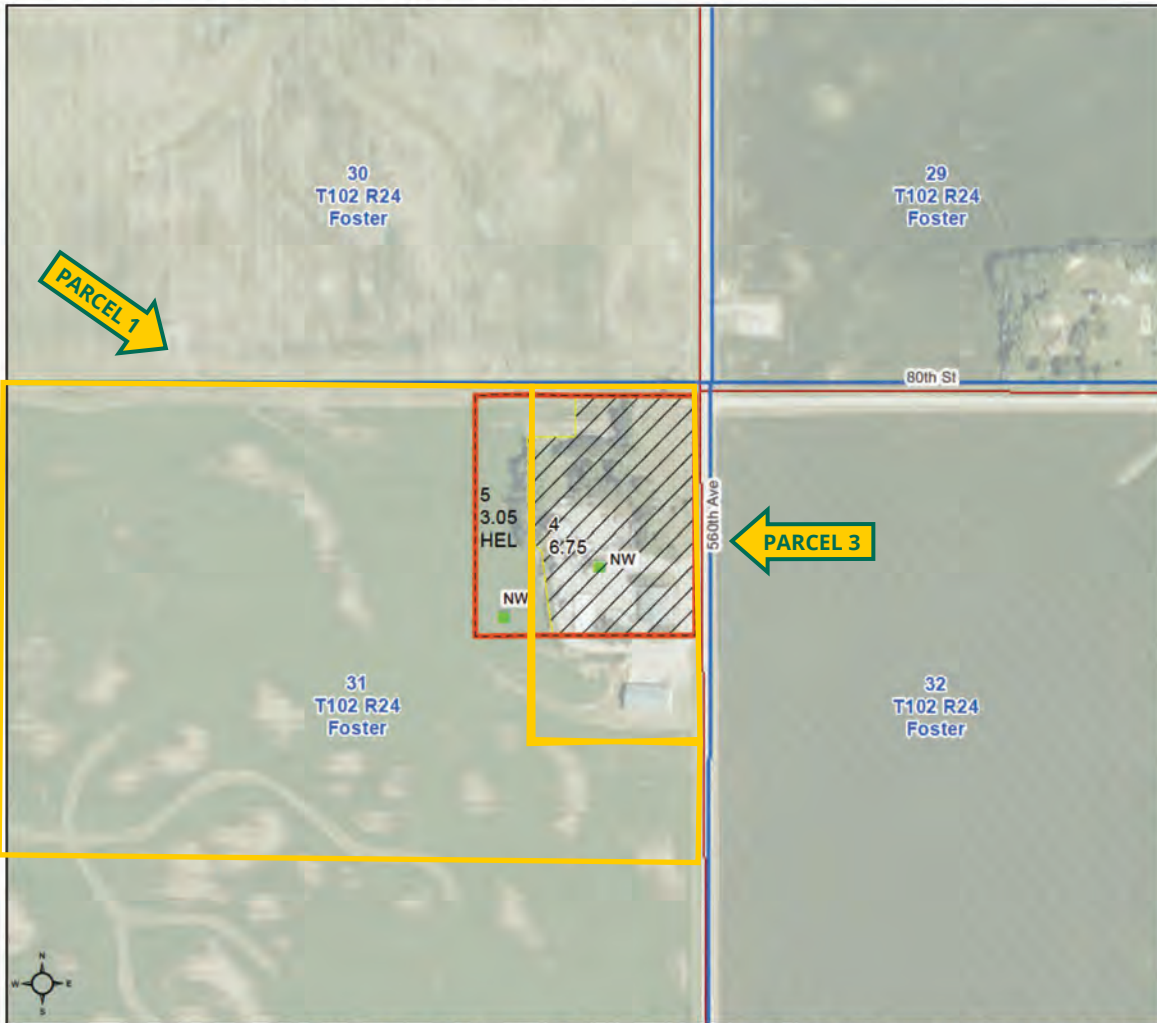 30
T102 R24
Foster
29
T102 R24
Foster
PARCEL 1
80th St
5
3.05
HEL
4
6.75
NW
NW
560th Ave
PARCEL 3
31
T102 R24
Foster
32
T102 R24
Foster
N
W
E
S